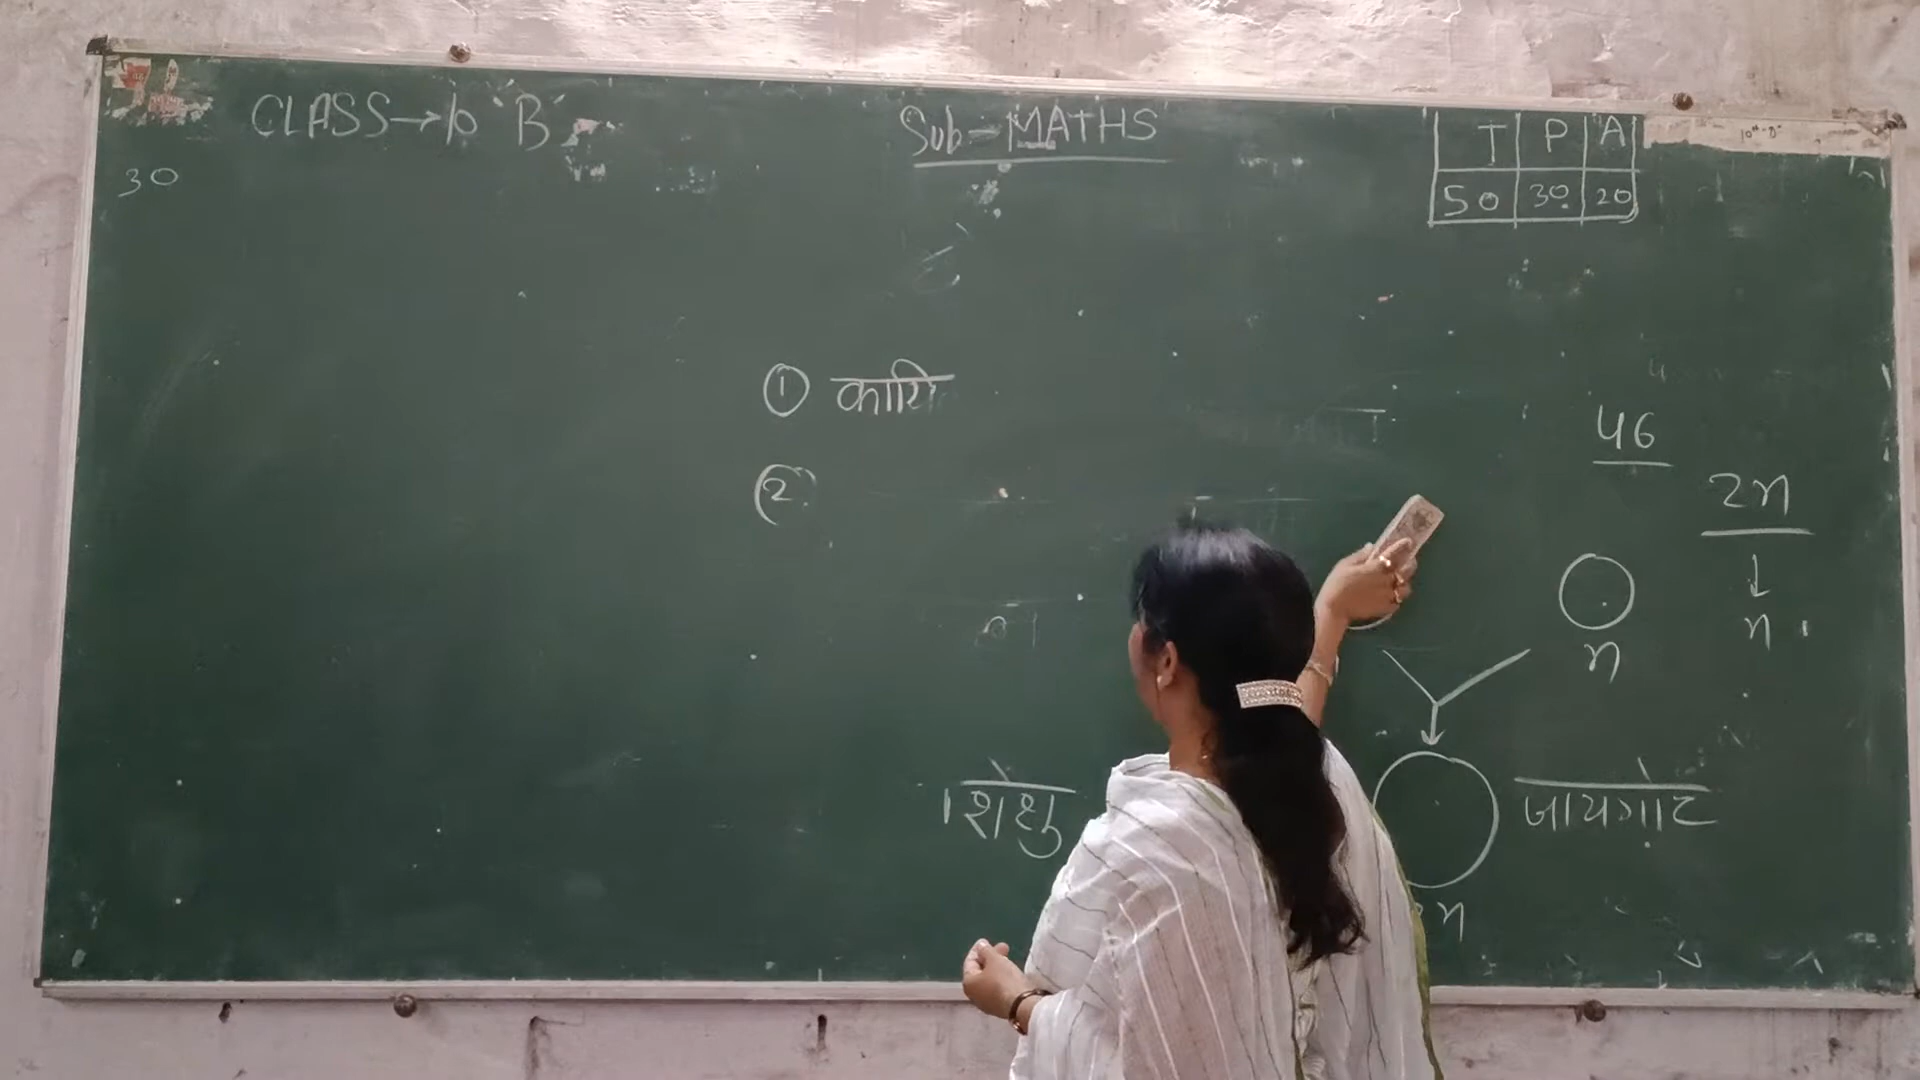 CLASS→10 'B'
Sub-MATHS
T P A
50 30 20
10th-D
30
① कायि
46
②
2n
↓
n
n
शिशु
जायगोट
n